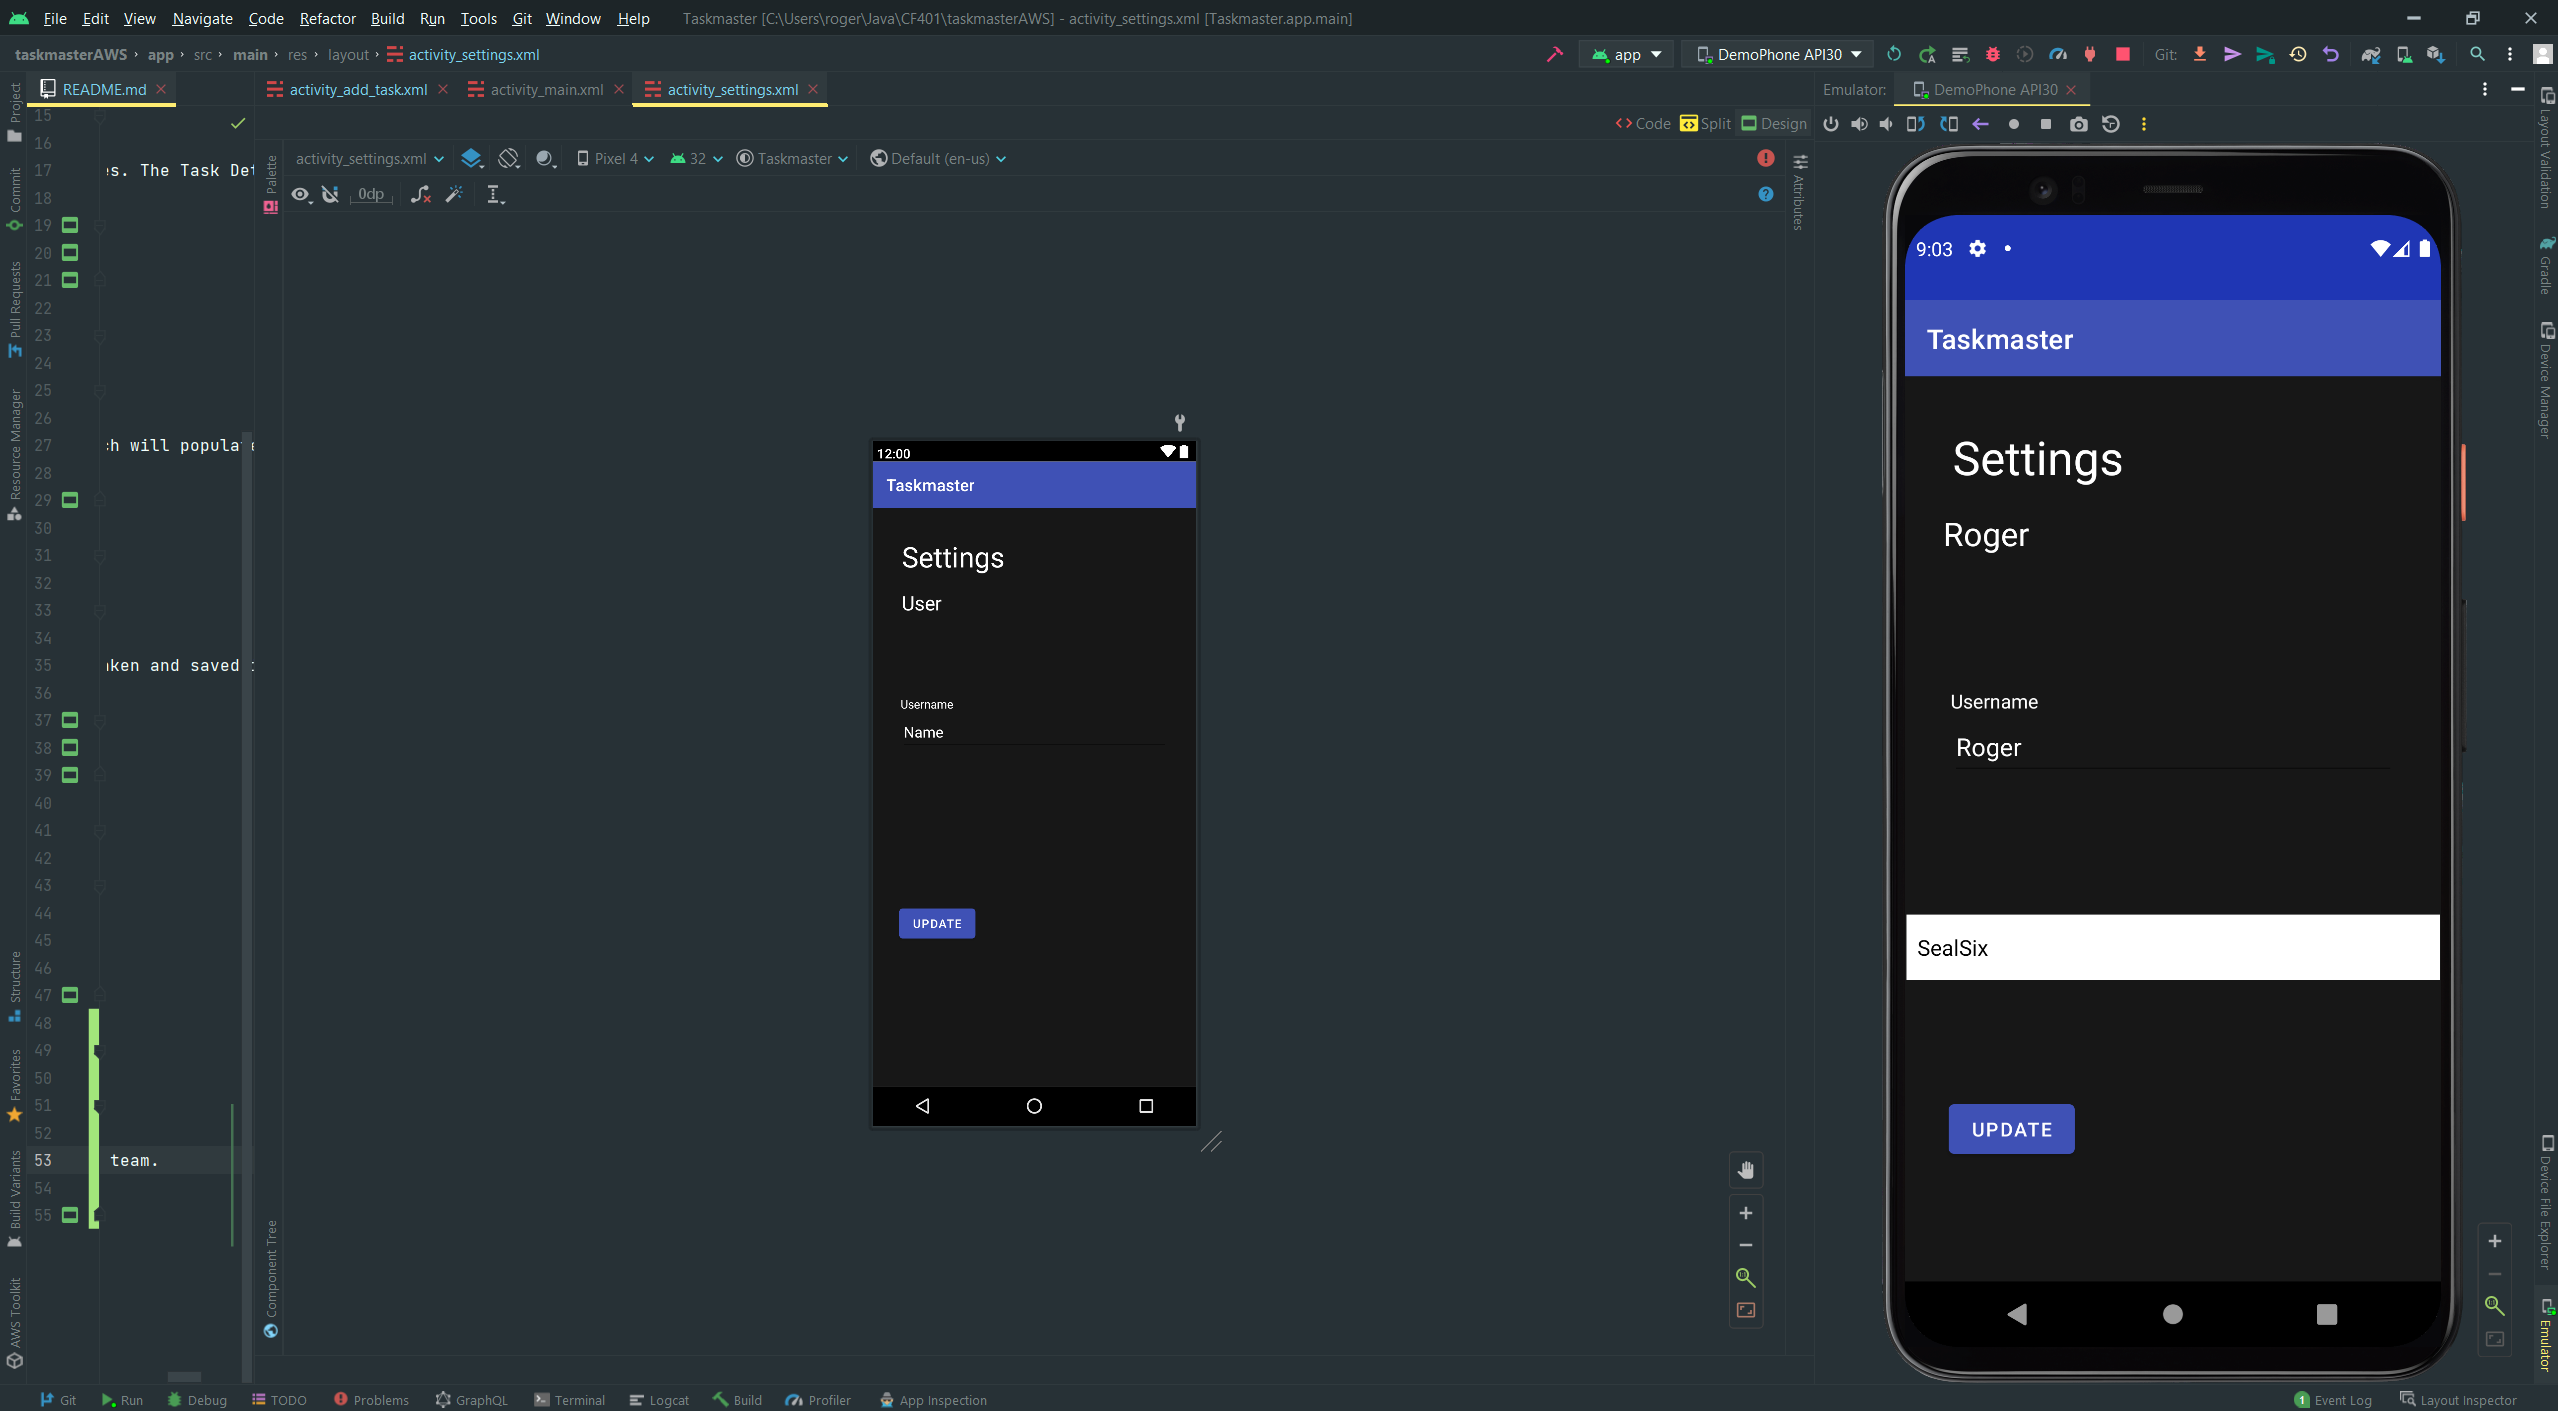 File Edit View Navigate Code Refactor Build Run Tools Git Window Help Taskmaster [C:\Users\roger\Java\CF401\taskmasterAWS] - activity_settings.xml [Taskmaster.app.main]
taskmasterAWS › app › src › main › res › layout › activity_settings.xml
app DemoPhone API30 Git:
README.md activity_add_task.xml activity_main.xml activity_settings.xml
Emulator: DemoPhone API30
Code Split Design
activity_settings.xml Pixel 4 32 Taskmaster Default (en-us)
0dp
Project
Commit
Pull Requests
Resource Manager
Structure
Favorites
Build Variants
AWS Toolkit
15
16
17 es. The Task Det
18
19
20
21
22
23
24
25
26
27 ch will populate
28
29
30
31
32
33
34
35 aken and saved t
36
37
38
39
40
41
42
43
44
45
46
47
48
49
50
51
52
53 team.
54
55
Palette
Component Tree
Attributes
12:00
Taskmaster
Settings
User
Username
Name
UPDATE
9:03
Taskmaster
Settings
Roger
Username
Roger
SealSix
UPDATE
Layout Validation
Gradle
Device Manager
Device File Explorer
Emulator
Git Run Debug TODO Problems GraphQL Terminal Logcat Build Profiler App Inspection 1 Event Log Layout Inspector